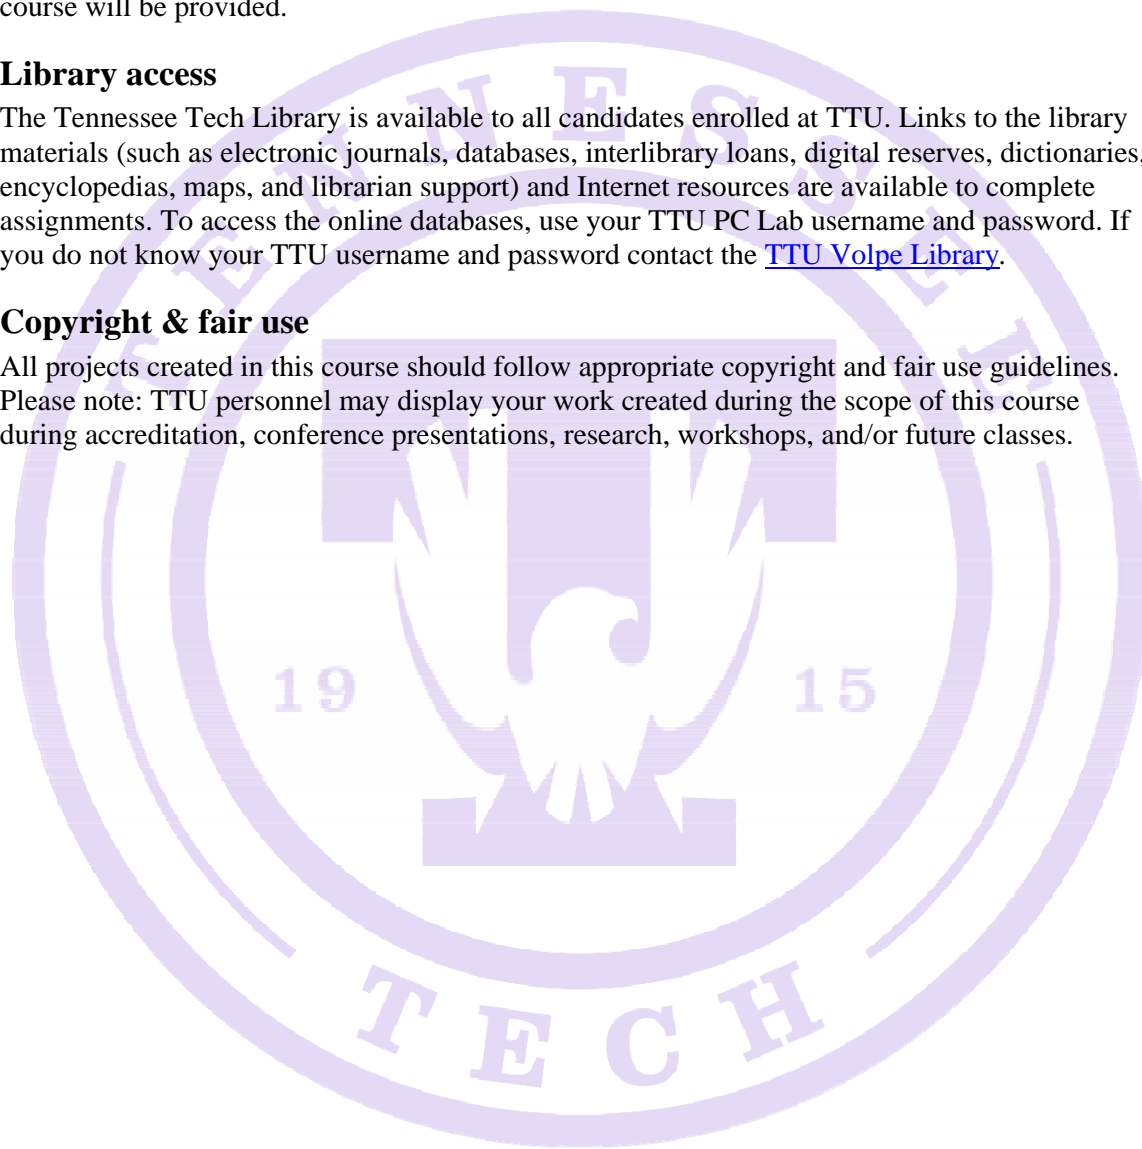 course will be provided.
Library access
The Tennessee Tech Library is available to all candidates enrolled at TTU. Links to the library
materials (such as electronic journals, databases, interlibrary loans, digital reserves, dictionaries,
encyclopedias, maps, and librarian support) and Internet resources are available to complete
assignments. To access the online databases, use your TTU PC Lab username and password. If
you do not know your TTU username and password contact the TTU Volpe Library.
Copyright & fair use
All projects created in this course should follow appropriate copyright and fair use guidelines.
Please note: TTU personnel may display your work created during the scope of this course
during accreditation, conference presentations, research, workshops, and/or future classes.
TENNESSEE
19 15
TECH